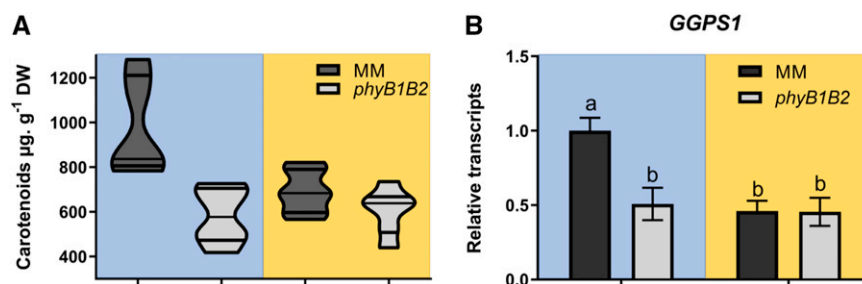 A
Carotenoids µg. g-1 DW
1200
1000
800
600
400
MM
phyB1B2
B
GGPS1
Relative transcripts
1.5
1.0
0.5
0.0
MM
phyB1B2
a
b
b
b